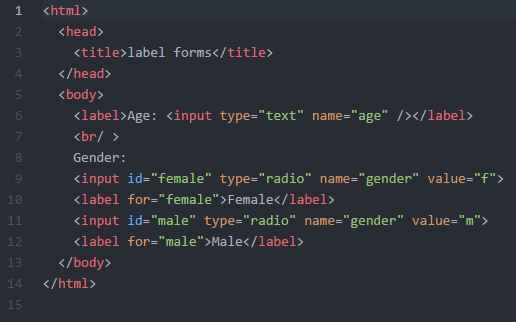 1 <html>
2   <head>
3     <title>label forms</title>
4   </head>
5   <body>
6     <label>Age: <input type="text" name="age" /></label>
7     <br/ >
8     Gender:
9     <input id="female" type="radio" name="gender" value="f">
10     <label for="female">Female</label>
11     <input id="male" type="radio" name="gender" value="m">
12     <label for="male">Male</label>
13   </body>
14 </html>
15